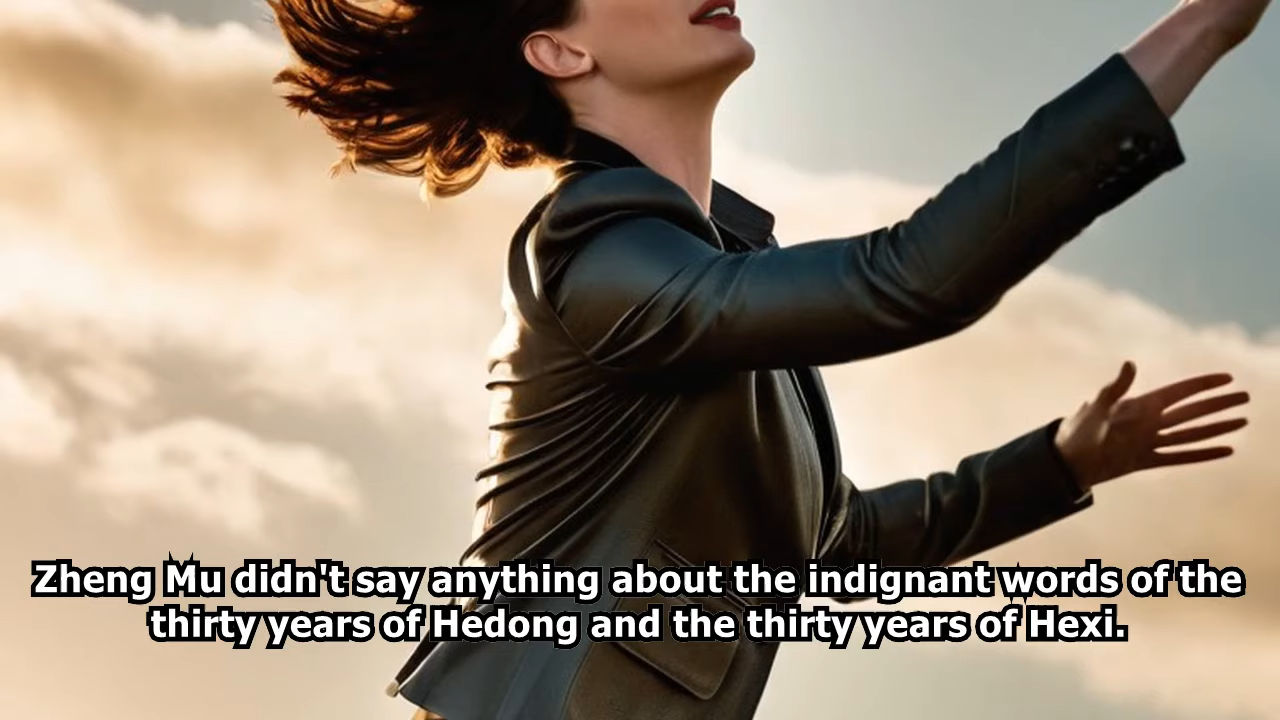 Zheng Mu didn't say anything about the indignant words of the
thirty years of Hedong and the thirty years of Hexi.